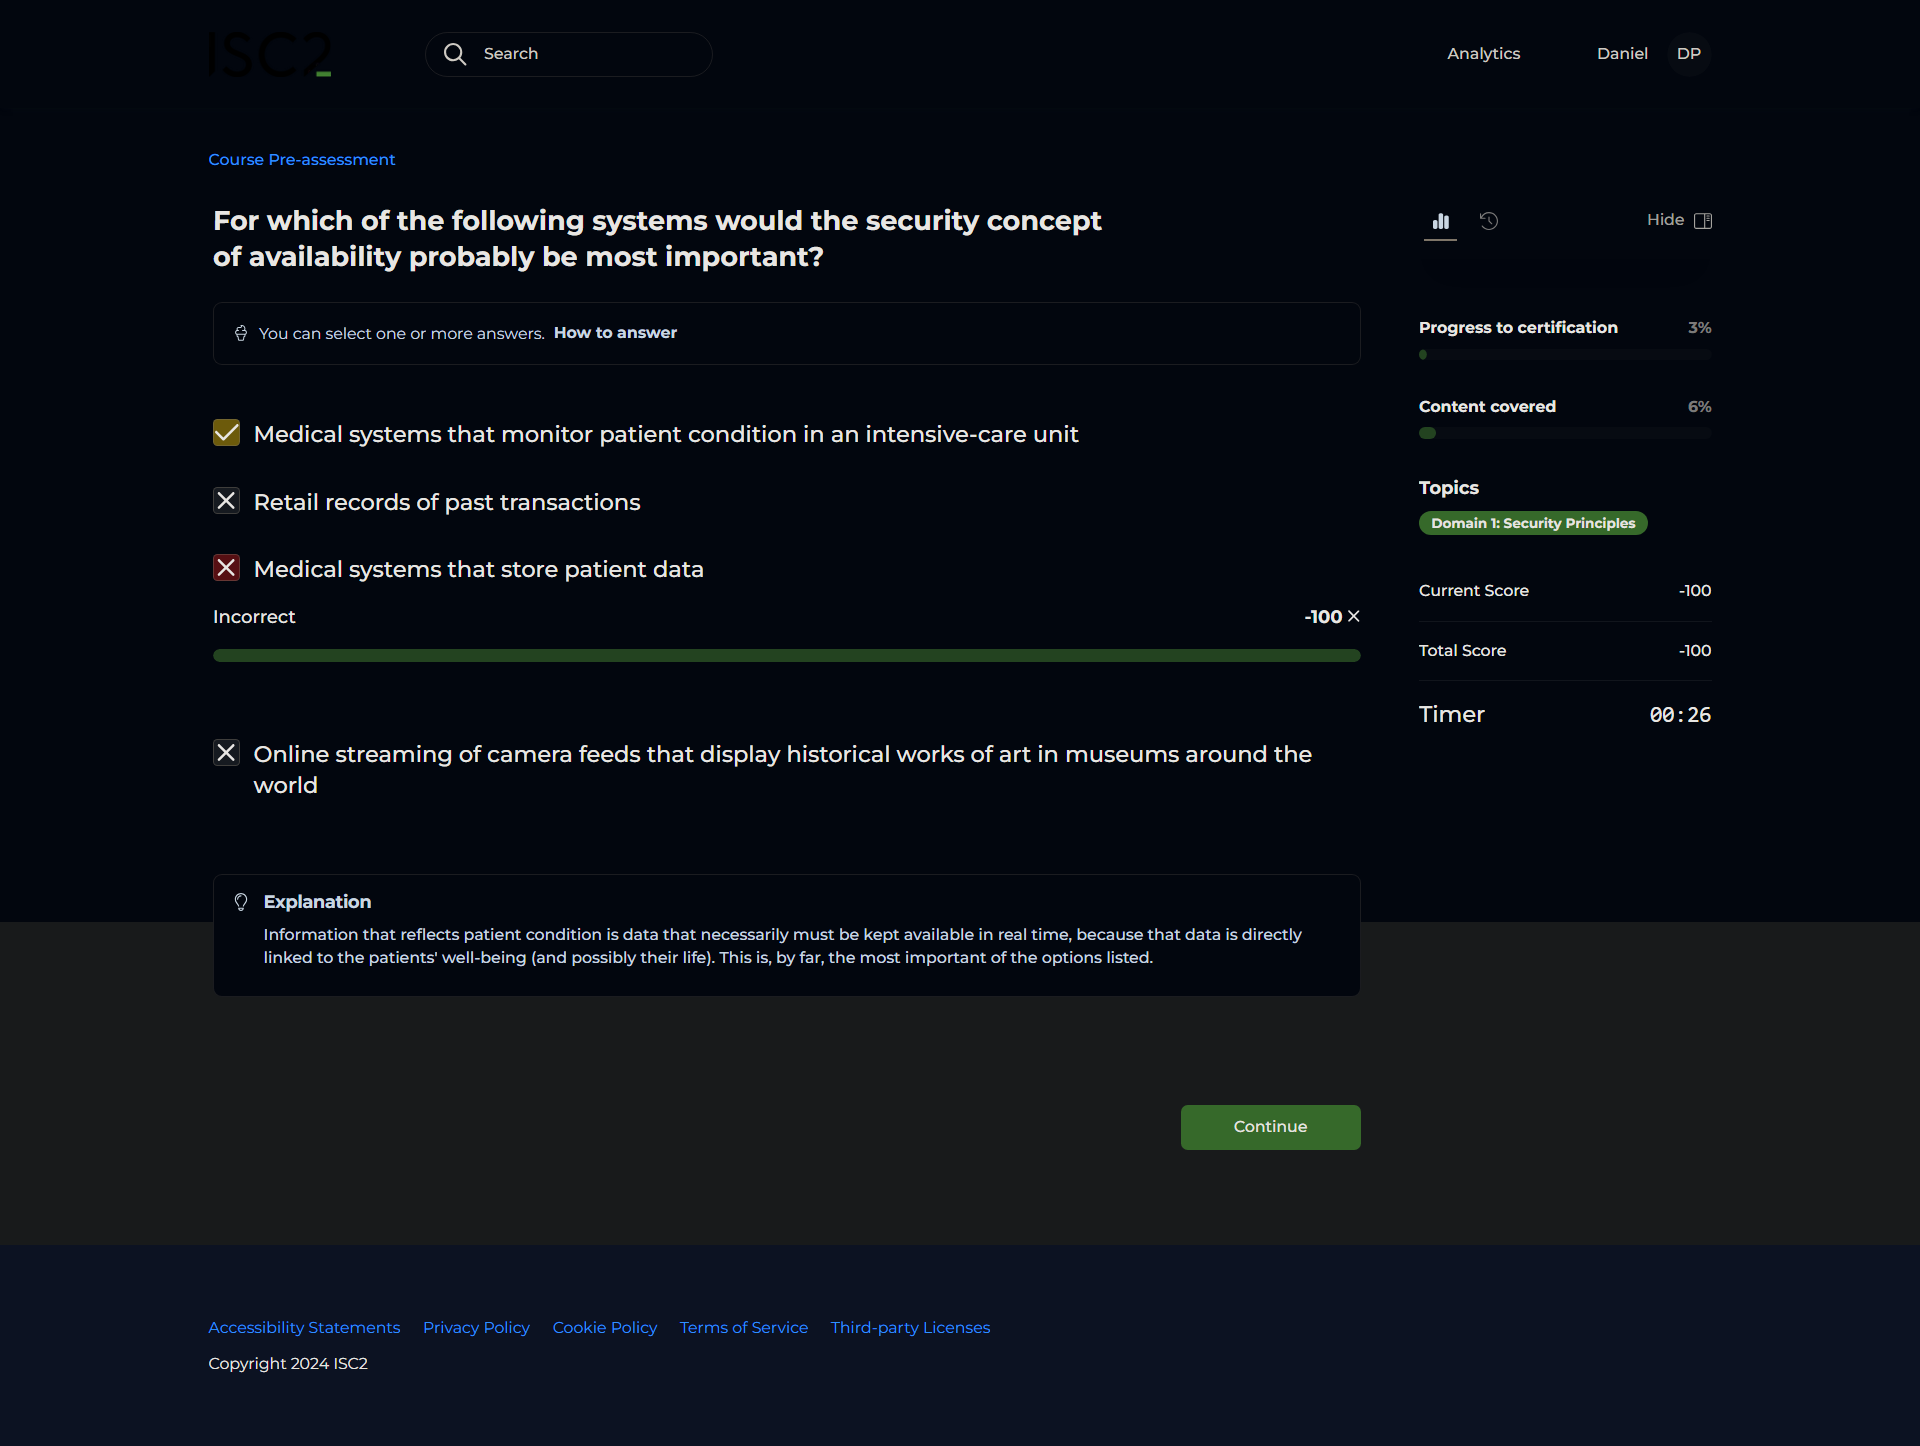 ISC2
Search
Analytics
Daniel
DP
Course Pre-assessment
For which of the following systems would the security concept
of availability probably be most important?
You can select one or more answers. How to answer
Medical systems that monitor patient condition in an intensive-care unit
Retail records of past transactions
Medical systems that store patient data
Incorrect
-100
Online streaming of camera feeds that display historical works of art in museums around the
world
Explanation
Information that reflects patient condition is data that necessarily must be kept available in real time, because that data is directly
linked to the patients' well-being (and possibly their life). This is, by far, the most important of the options listed.
Continue
Hide
Progress to certification 3%
Content covered 6%
Topics
Domain 1: Security Principles
Current Score -100
Total Score -100
Timer 00:26
Accessibility Statements Privacy Policy Cookie Policy Terms of Service Third-party Licenses
Copyright 2024 ISC2